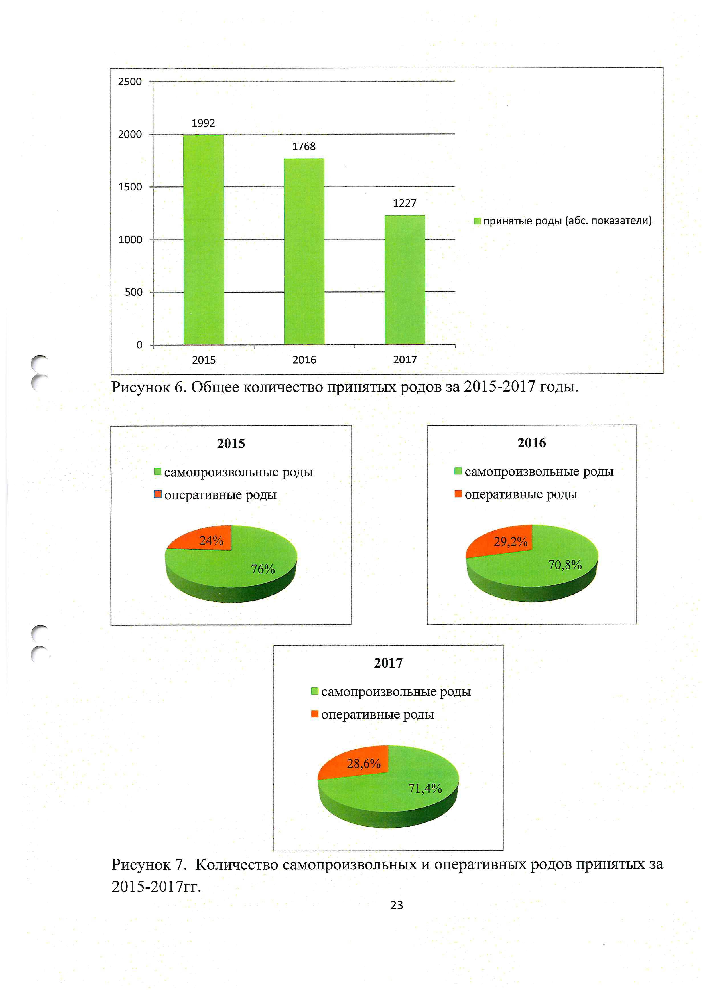 2500
1992
2000
1768
1500
1227
принятые роды (абс. показатели)
1000
500
0
2015 2016 2017
Рисунок 6. Общее количество принятых родов за 2015-2017 годы.
2015
самопроизвольные роды
оперативные роды
24%
76%
2016
самопроизвольные роды
оперативные роды
29,2%
70,8%
2017
самопроизвольные роды
оперативные роды
28,6%
71,4%
Рисунок 7. Количество самопроизвольных и оперативных родов принятых за
2015-2017гг.
23